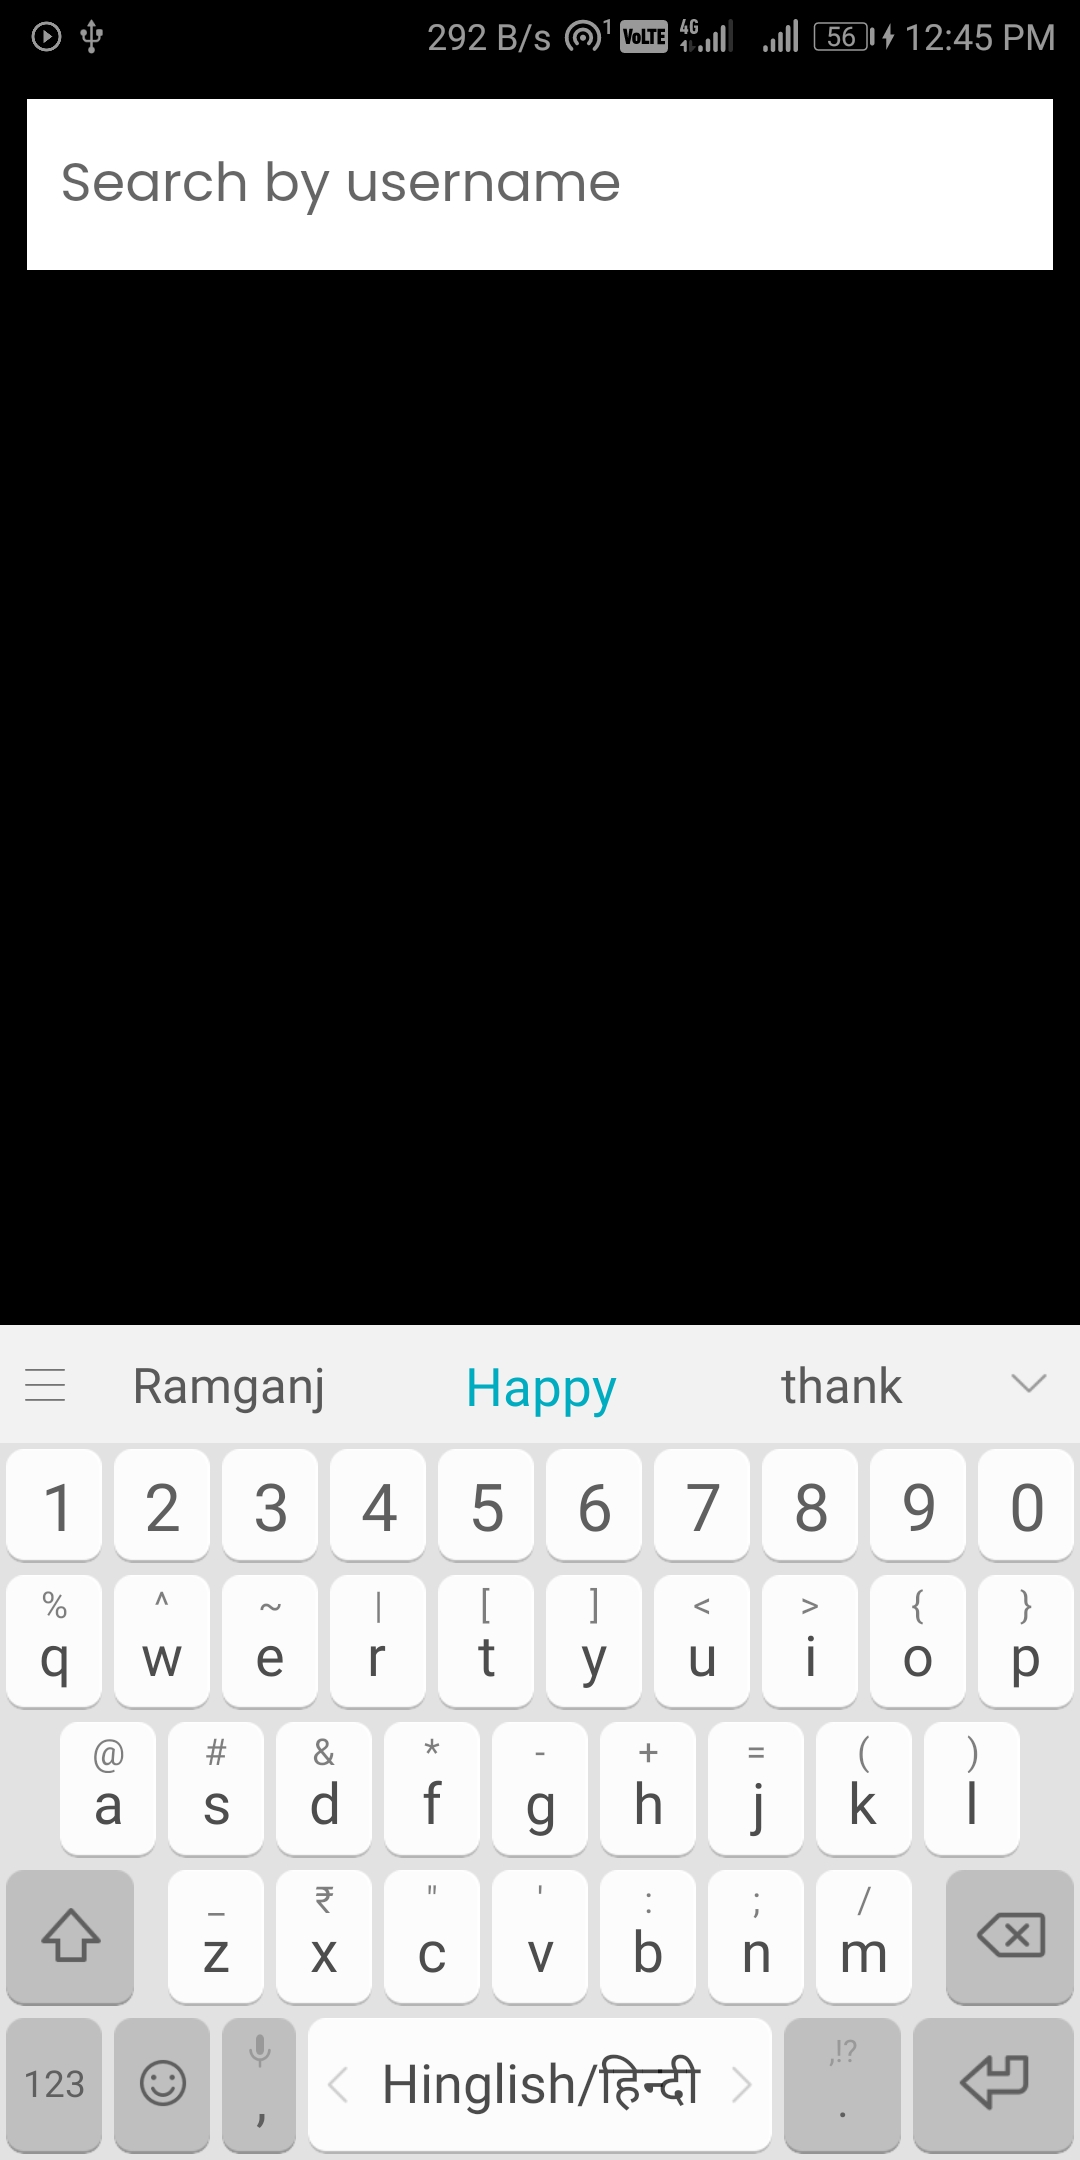 292 B/s 1 VoLTE 4G 56 12:45 PM
Search by username
Ramganj Happy thank
1 2 3 4 5 6 7 8 9 0
% ^ ~ | [ ] < > { }
q w e r t y u i o p
@ # & * - + = ( )
a s d f g h j k l
_ ₹ " ' : ; /
z x c v b n m
,!?
123 , Hinglish/हिन्दी .